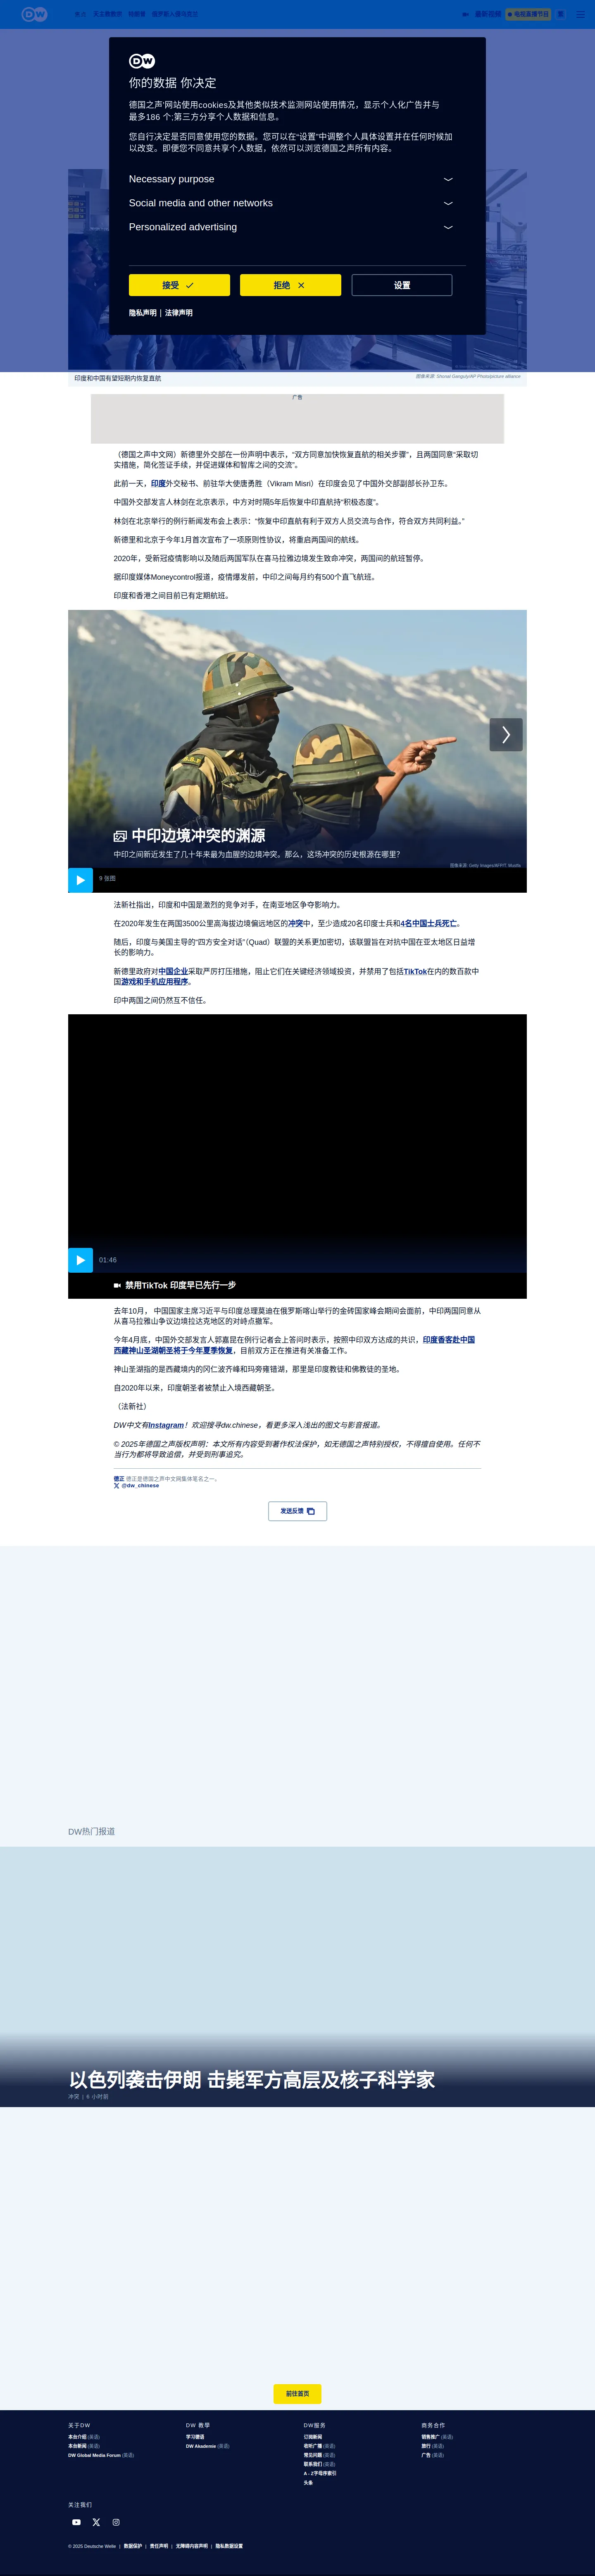 DW
你的数据 你决定
德国之声'网站使用cookies及其他类似技术监测网站使用情况，显示个人化广告并与
最多186 个;第三方分享个人数据和信息。
您自行决定是否同意使用您的数据。您可以在“设置”中调整个人具体设置并在任何时候加
以改变。即便您不同意共享个人数据，依然可以浏览德国之声所有内容。
Necessary purpose
Social media and other networks
Personalized advertising
接受
拒绝
设置
隐私声明 | 法律声明
印度和中国有望短期内恢复直航
图像来源: Shonal Ganguly/AP Photo/picture alliance
广告
（德国之声中文网）新德里外交部在一份声明中表示，“双方同意加快恢复直航的相关步骤”，且两国同意“采取切
实措施，简化签证手续，并促进媒体和智库之间的交流”。
此前一天，印度外交秘书、前驻华大使唐勇胜（Vikram Misri）在印度会见了中国外交部副部长孙卫东。
中国外交部发言人林剑在北京表示，中方对时隔5年后恢复中印直航持“积极态度”。
林剑在北京举行的例行新闻发布会上表示：“恢复中印直航有利于双方人员交流与合作，符合双方共同利益。”
新德里和北京于今年1月首次宣布了一项原则性协议，将重启两国间的航线。
2020年，受新冠疫情影响以及随后两国军队在喜马拉雅边境发生致命冲突，两国间的航班暂停。
据印度媒体Moneycontrol报道，疫情爆发前，中印之间每月约有500个直飞航班。
印度和香港之间目前已有定期航班。
中印边境冲突的渊源
中印之间新近发生了几十年来最为血腥的边境冲突。那么，这场冲突的历史根源在哪里?
图像来源: Getty Images/AFP/T. Mustfa
9 张图
法新社指出，印度和中国是激烈的竞争对手，在南亚地区争夺影响力。
在2020年发生在两国3500公里高海拔边境偏远地区的冲突中，至少造成20名印度士兵和4名中国士兵死亡。
随后，印度与美国主导的“四方安全对话”（Quad）联盟的关系更加密切，该联盟旨在对抗中国在亚太地区日益增
长的影响力。
新德里政府对中国企业采取严厉打压措施，阻止它们在关键经济领域投资，并禁用了包括TikTok在内的数百款中
国游戏和手机应用程序。
印中两国之间仍然互不信任。
01:46
禁用TikTok 印度早已先行一步
去年10月， 中国国家主席习近平与印度总理莫迪在俄罗斯喀山举行的金砖国家峰会期间会面前，中印两国同意从
从喜马拉雅山争议边境拉达克地区的对峙点撤军。
今年4月底，中国外交部发言人郭嘉昆在例行记者会上答问时表示，按照中印双方达成的共识，印度香客赴中国
西藏神山圣湖朝圣将于今年夏季恢复，目前双方正在推进有关准备工作。
神山圣湖指的是西藏境内的冈仁波齐峰和玛旁雍错湖，那里是印度教徒和佛教徒的圣地。
自2020年以来，印度朝圣者被禁止入境西藏朝圣。
（法新社）
DW中文有Instagram！欢迎搜寻dw.chinese，看更多深入浅出的图文与影音报道。
© 2025年德国之声版权声明：本文所有内容受到著作权法保护，如无德国之声特别授权，不得擅自使用。任何不
当行为都将导致追偿，并受到刑事追究。
德正 德正是德国之声中文网集体笔名之一。
@dw_chinese
发送反馈
DW热门报道
以色列袭击伊朗 击毙军方高层及核子科学家
冲突 | 6 小时前
前往首页
关于DW
本台介绍 (英语)
本台新闻 (英语)
DW Global Media Forum (英语)
DW 教学
学习德语
DW Akademie (英语)
DW服务
订阅新闻
收听广播 (英语)
常见问题 (英语)
联系我们 (英语)
A - Z字母序索引
头条
商务合作
销售推广 (英语)
旅行 (英语)
广告 (英语)
关注我们
© 2025 Deutsche Welle | 数据保护 | 责任声明 | 无障碍内容声明 | 隐私数据设置